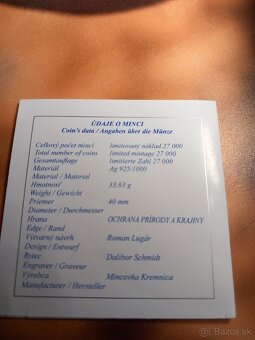 ÚDAJE O MINCI
Coin's data / Angaben über die Münze
Celkový počet mincí limitovaný náklad 27 000
Total number of coins limited mintage 27 000
Gesamtauflage limitierte Zahl 27 000
Materiál Ag 925/1000
Material / Material
Hmotnosť 33,63 g
Weight / Gewicht
Priemer 40 mm
Diameter / Durchmesser
Hrana OCHRANA PRÍRODY A KRAJINY
Edge / Rand
Výtvarný návrh Roman Lugár
Design / Entwurf
Rytec Dalibor Schmidt
Engraver / Graveur
Výrobca Mincovňa Kremnica
Manufacturer / Hersteller
bazos.sk